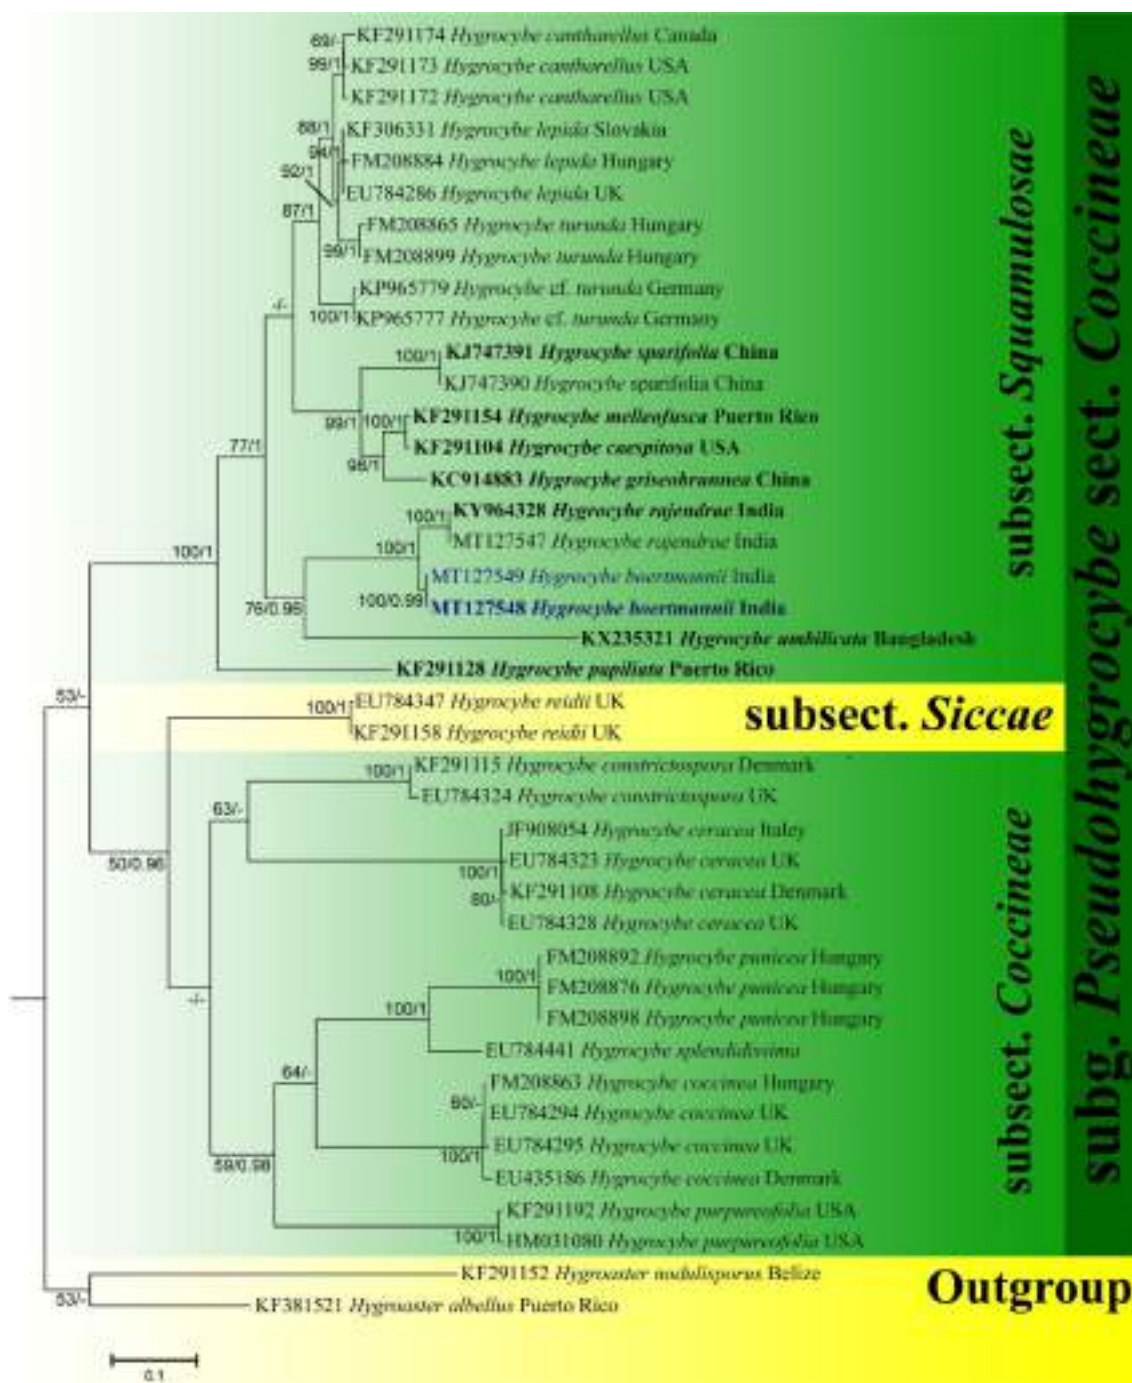 69/-
KF291174 Hygrocybe cantharellus Canada
99/1
KF291173 Hygrocybe cantharellus USA
KF291172 Hygrocybe cantharellus USA
88/1
KF306331 Hygrocybe lepida Slovakia
94/1
FM208884 Hygrocybe lepida Hungary
92/1
EU784286 Hygrocybe lepida UK
87/1
FM208865 Hygrocybe turunda Hungary
99/1
FM208899 Hygrocybe turunda Hungary
KP965779 Hygrocybe cf. turunda Germany
-/-
100/1
KP965777 Hygrocybe cf. turunda Germany
100/1
KJ747391 Hygrocybe sparifolia China
KJ747390 Hygrocybe sparifolia China
99/1
100/1
KF291154 Hygrocybe melleofusca Puerto Rico
77/1
KF291104 Hygrocybe caespitosa USA
98/1
KC914883 Hygrocybe griseobrunnea China
100/1
KY964328 Hygrocybe rajendrae India
100/1
100/1
MT127547 Hygrocybe rajendrae India
MT127549 Hygrocybe boertmannii India
76/0.96
100/0.99
MT127548 Hygrocybe boertmannii India
KX235321 Hygrocybe umbilicata Bangladesh
KF291128 Hygrocybe papillata Puerto Rico
subsect. Squamulosae
53/-
EU784347 Hygrocybe reidii UK
100/1
KF291158 Hygrocybe reidii UK
subsect. Siccae
100/1
KF291115 Hygrocybe constrictospora Denmark
EU784324 Hygrocybe constrictospora UK
63/-
JF908054 Hygrocybe ceracea Italey
50/0.96
100/1
EU784323 Hygrocybe ceracea UK
80/-
KF291108 Hygrocybe ceracea Denmark
EU784328 Hygrocybe ceracea UK
FM208892 Hygrocybe punicea Hungary
-/-
100/1
FM208876 Hygrocybe punicea Hungary
100/1
FM208898 Hygrocybe punicea Hungary
EU784441 Hygrocybe splendidissima
64/-
FM208863 Hygrocybe coccinea Hungary
60/-
EU784294 Hygrocybe coccinea UK
EU784295 Hygrocybe coccinea UK
59/0.98
100/1
EU435186 Hygrocybe coccinea Denmark
KF291192 Hygrocybe purpureofolia USA
100/1
HM031080 Hygrocybe purpureofolia USA
subsect. Coccineae
subg. Pseudohygrocybe sect. Coccineae
KF291152 Hygroaster nodulisporus Belize
53/-
KF381521 Hygroaster albellus Puerto Rico
Outgroup
0.1